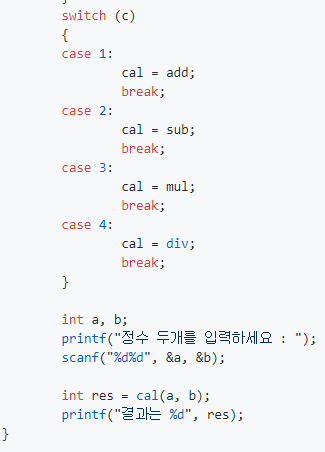 switch (c)
{
case 1:
cal = add;
break;
case 2:
cal = sub;
break;
case 3:
cal = mul;
break;
case 4:
cal = div;
break;
}
int a, b;
printf("정수 두개를 입력하세요 : ");
scanf("%d%d", &a, &b);
int res = cal(a, b);
printf("결과는 %d", res);
}